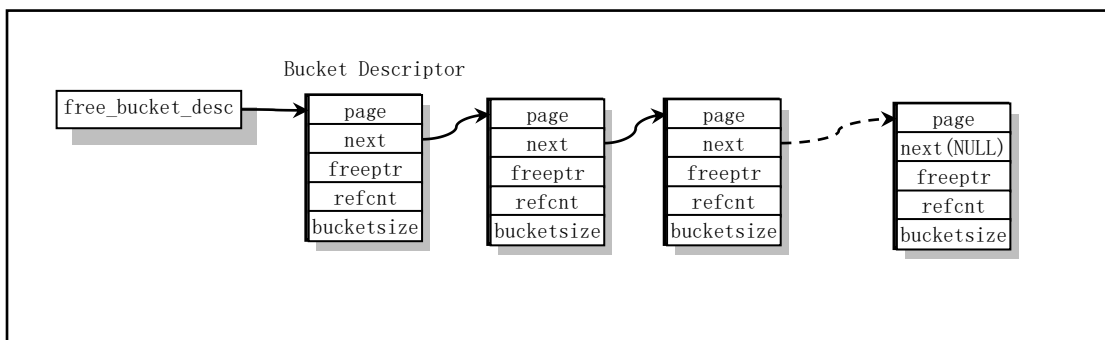 Bucket Descriptor
free_bucket_desc
page
next
freeptr
refcnt
bucketsize
page
next
freeptr
refcnt
bucketsize
page
next
freeptr
refcnt
bucketsize
page
next(NULL)
freeptr
refcnt
bucketsize